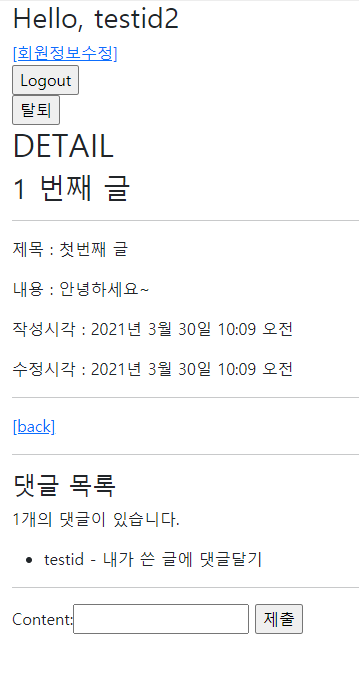 Hello, testid2
[회원정보수정]
Logout
탈퇴
DETAIL
1 번째 글
제목 : 첫번째 글
내용 : 안녕하세요~
작성시각 : 2021년 3월 30일 10:09 오전
수정시각 : 2021년 3월 30일 10:09 오전
[back]
댓글 목록
1개의 댓글이 있습니다.
• testid - 내가 쓴 글에 댓글달기
Content: 제출